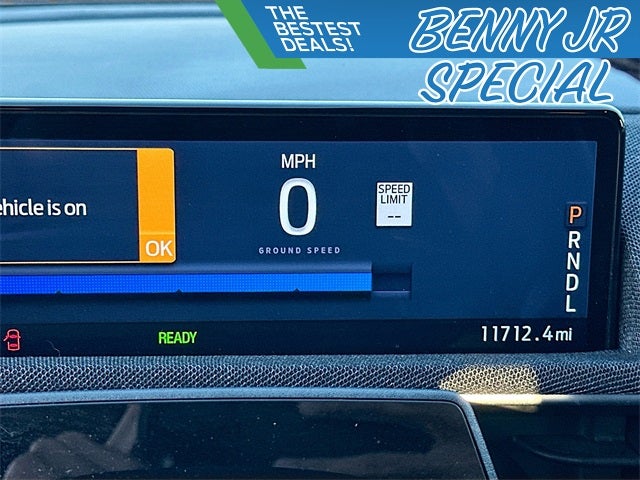 THE
BESTEST
DEALS!
BENNY JR
SPECIAL
MPH
0
GROUND SPEED
SPEED
LIMIT
--
ehicle is on
OK
P
R
N
D
L
READY
11712.4mi